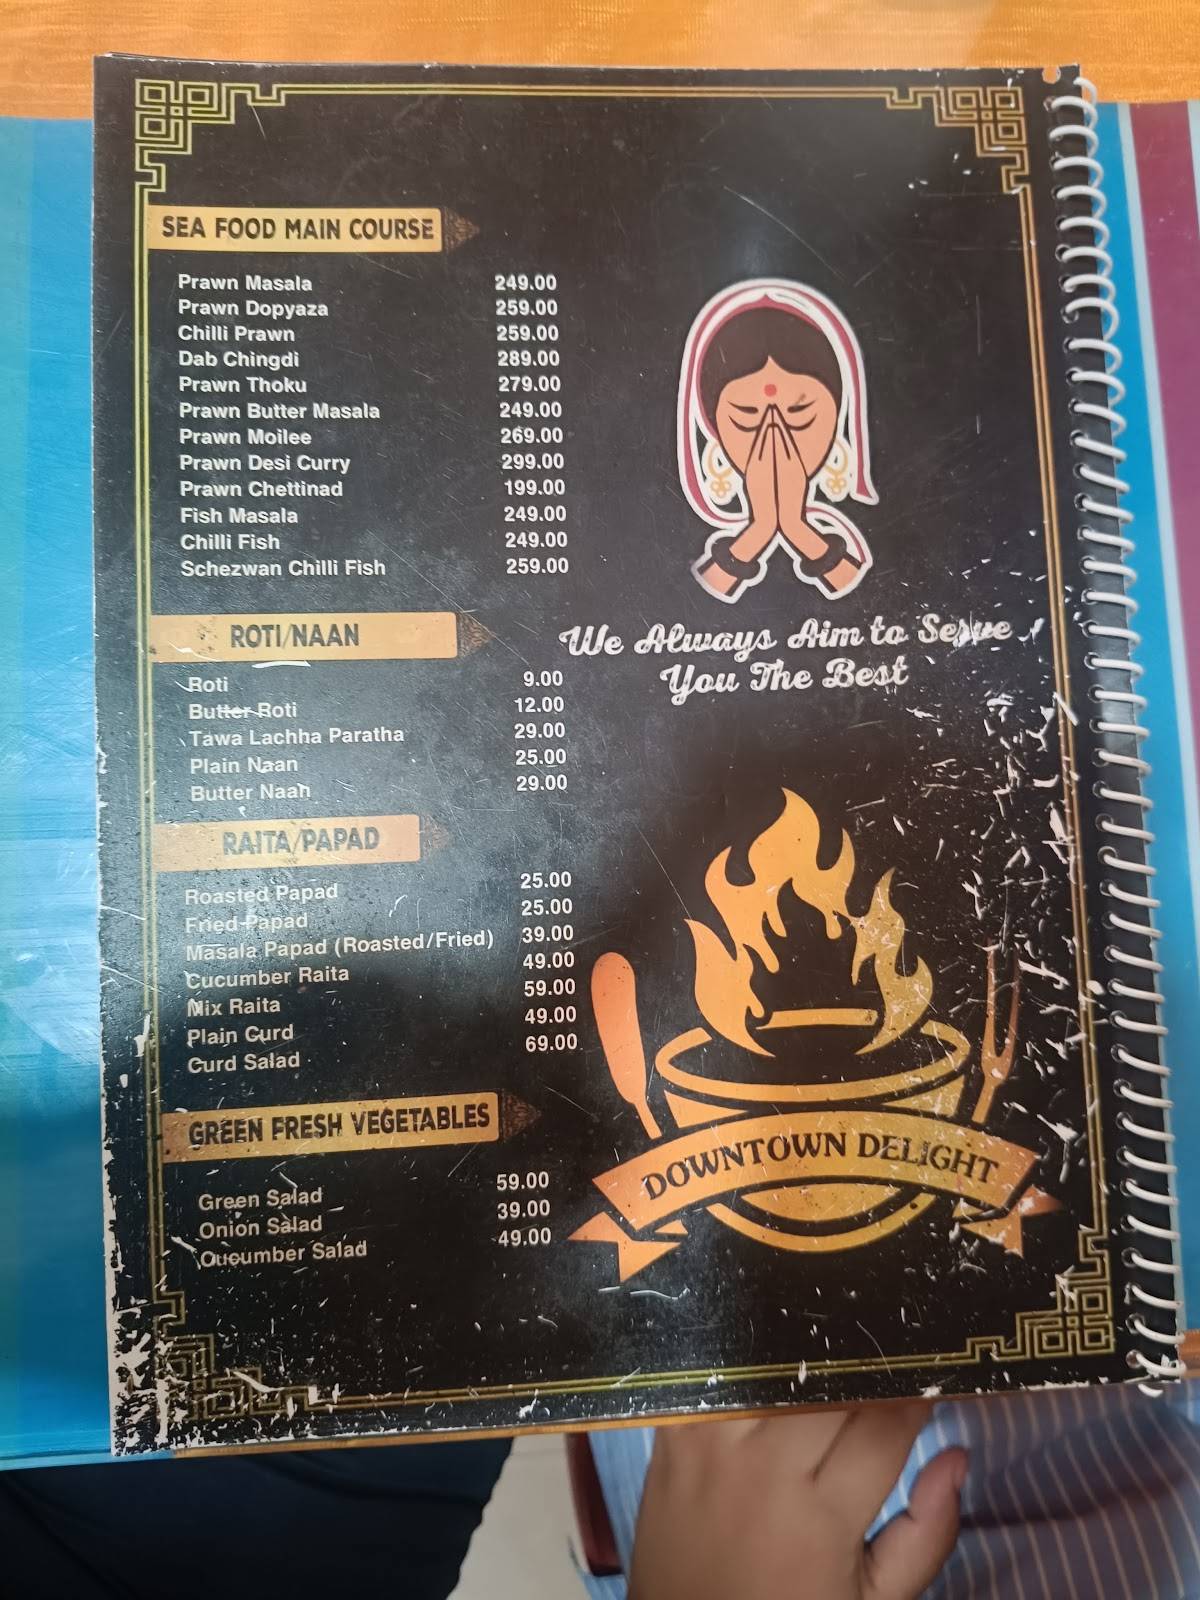 SEA FOOD MAIN COURSE
Prawn Masala 249.00
Prawn Dopyaza 259.00
Chilli Prawn 259.00
Dab Chingdi 289.00
Prawn Thoku 279.00
Prawn Butter Masala 249.00
Prawn Moilee 269.00
Prawn Desi Curry 299.00
Prawn Chettinad 199.00
Fish Masala 249.00
Chilli Fish 249.00
Schezwan Chilli Fish 259.00
ROTI/NAAN
Roti 9.00
Butter Roti 12.00
Tawa Lachha Paratha 29.00
Plain Naan 25.00
Butter Naan 29.00
RAITA/PAPAD
Roasted Papad 25.00
Fried Papad 25.00
Masala Papad (Roasted/Fried) 39.00
Cucumber Raita 49.00
Mix Raita 59.00
Plain Curd 49.00
Curd Salad 69.00
GREEN FRESH VEGETABLES
Green Salad 59.00
Onion Salad 39.00
Cucumber Salad 49.00
We Always Aim to Serve
You The Best
DOWNTOWN DELIGHT